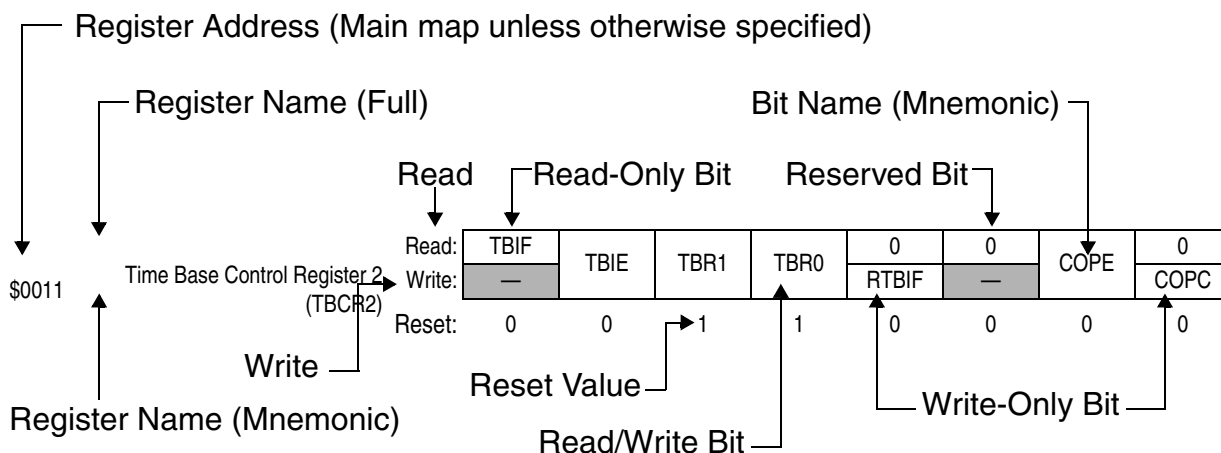 Register Address (Main map unless otherwise specified)
Register Name (Full)
Bit Name (Mnemonic)
Read
Read-Only Bit
Reserved Bit
Read: TBIF 0 0 0
TBIE TBR1 TBR0 COPE
$0011
Time Base Control Register 2
(TBCR2)
Write: — RTBIF — COPC
Reset: 0 0 1 1 0 0 0 0
Write
Reset Value
Write-Only Bit
Register Name (Mnemonic)
Read/Write Bit